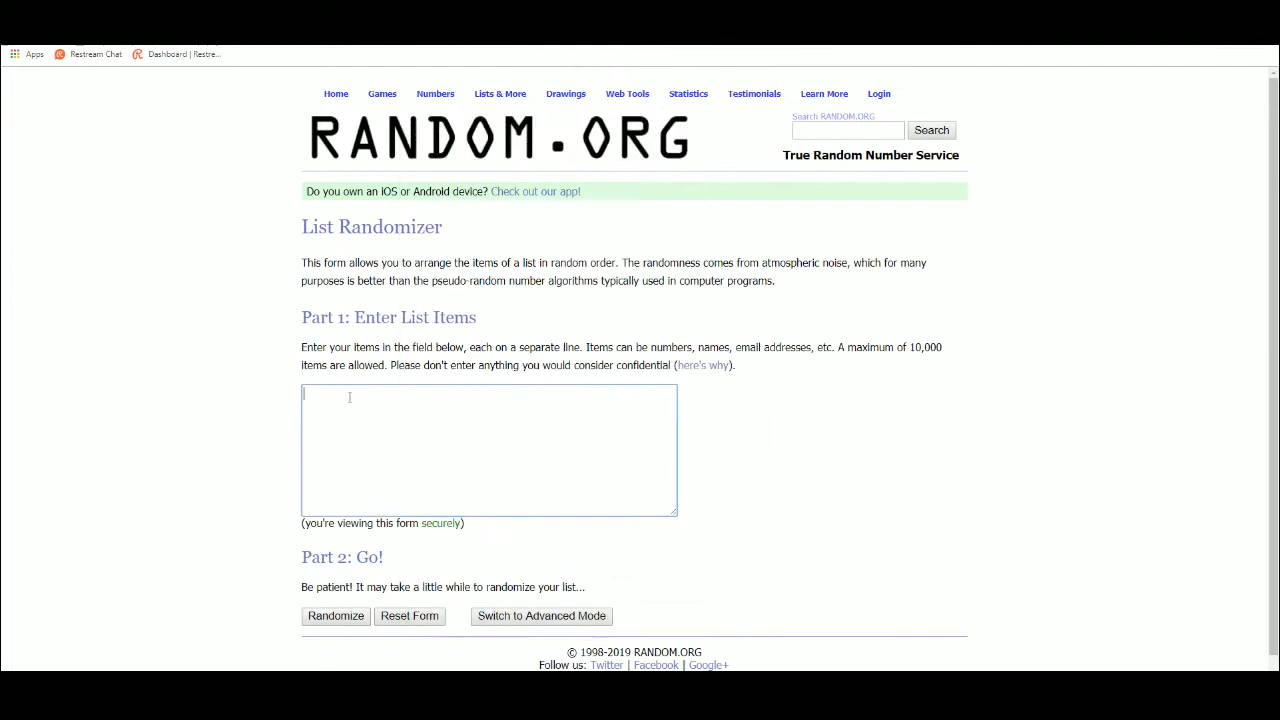 Apps Restream Chat Dashboard | Restre...
Home Games Numbers Lists & More Drawings Web Tools Statistics Testimonials Learn More Login
RANDOM.ORG
Search RANDOM.ORG
Search
True Random Number Service
Do you own an iOS or Android device? Check out our app!
List Randomizer
This form allows you to arrange the items of a list in random order. The randomness comes from atmospheric noise, which for many
purposes is better than the pseudo-random number algorithms typically used in computer programs.
Part 1: Enter List Items
Enter your items in the field below, each on a separate line. Items can be numbers, names, email addresses, etc. A maximum of 10,000
items are allowed. Please don't enter anything you would consider confidential (here's why).
(you're viewing this form securely)
Part 2: Go!
Be patient! It may take a little while to randomize your list...
Randomize Reset Form Switch to Advanced Mode
© 1998-2019 RANDOM.ORG
Follow us: Twitter | Facebook | Google+